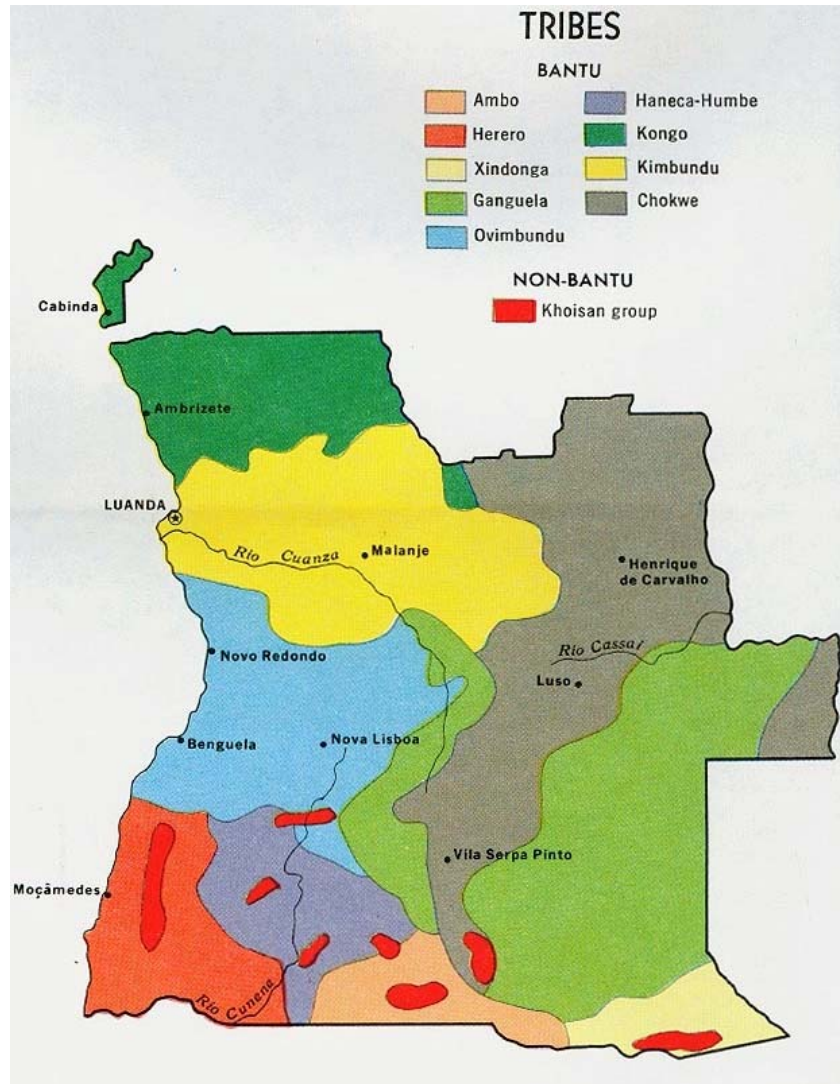 TRIBES
BANTU
Ambo
Herero
Xindonga
Ganguela
Ovimbundu
Haneca-Humbe
Kongo
Kimbundu
Chokwe
NON-BANTU
Khoisan group
Cabinda
Ambrizete
LUANDA
Rio Cuanza
Malanje
Henrique
de Carvalho
Novo Redondo
Rio Cassai
Luso
Benguela
Nova Lisboa
Vila Serpa Pinto
Moçâmedes
Rio Cunena